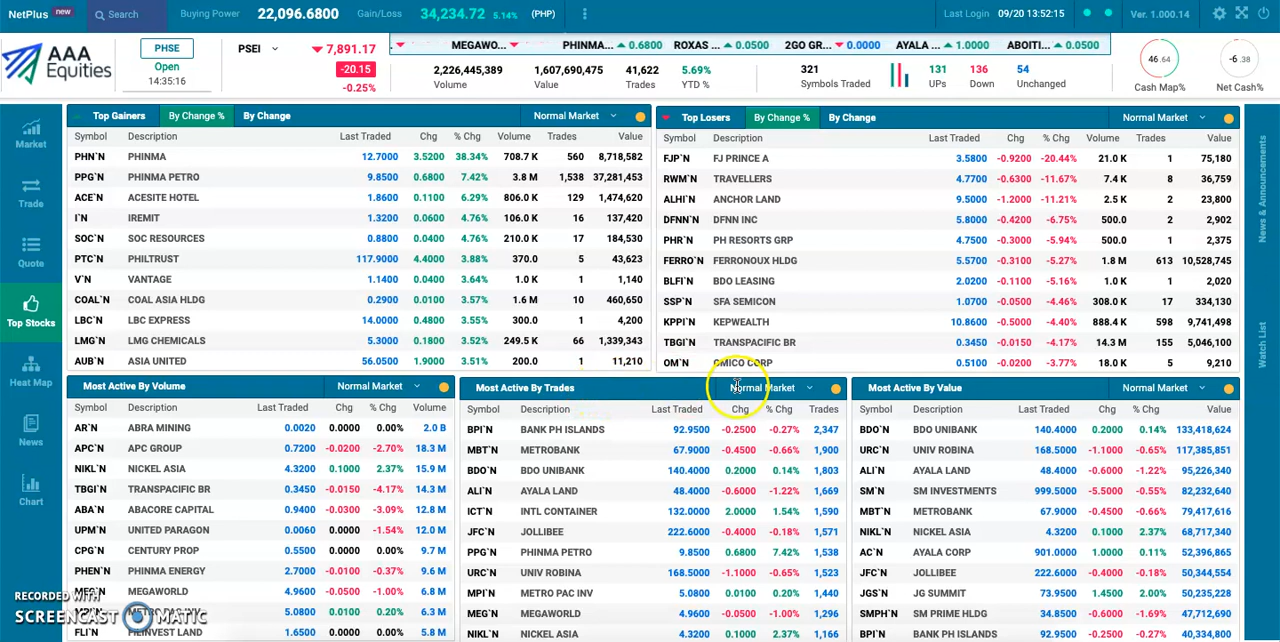 NetPlus new Search Buying Power 22,096.6800 Gain/Loss 34,234.72 5.14% (PHP) Last Login 09/20 13:52:15 Ver. 1.000.14
AAA Equities
PHSE
Open
14:35:16
PSEI 7,891.17
-20.15
-0.25%
MEGAWO... PHINMA... 0.6800 ROXAS ... 0.0500 2GO GR... 0.0000 AYALA ... 1.0000 ABOITI... 0.0500
2,226,445,389 1,607,690,475 41,622 5.69% 321 131 136 54
Volume Value Trades YTD % Symbols Traded UPs Down Unchanged
46.64 -6.38
Cash Map% Net Cash%
Market
Trade
Quote
Top Stocks
Heat Map
News
Chart
Top Gainers By Change % By Change Normal Market
Symbol Description Last Traded Chg % Chg Volume Trades Value
PHN`N PHINMA 12.7000 3.5200 38.34% 708.7 K 560 8,718,582
PPG`N PHINMA PETRO 9.8500 0.6800 7.42% 3.8 M 1,538 37,281,453
ACE`N ACESITE HOTEL 1.8600 0.1100 6.29% 806.0 K 129 1,474,620
I`N IREMIT 1.3200 0.0600 4.76% 106.0 K 16 137,420
SOC`N SOC RESOURCES 0.8800 0.0400 4.76% 210.0 K 17 184,530
PTC`N PHILTRUST 117.9000 4.4000 3.88% 370.0 5 43,623
V`N VANTAGE 1.1400 0.0400 3.64% 1.0 K 1 1,140
COAL`N COAL ASIA HLDG 0.2900 0.0100 3.57% 1.6 M 10 460,650
LBC`N LBC EXPRESS 14.0000 0.4800 3.55% 300.0 1 4,200
LMG`N LMG CHEMICALS 5.3000 0.1800 3.52% 249.5 K 66 1,339,343
AUB`N ASIA UNITED 56.0500 1.9000 3.51% 200.0 1 11,210
Top Losers By Change % By Change Normal Market
Symbol Description Last Traded Chg % Chg Volume Trades Value
FJP`N FJ PRINCE A 3.5800 -0.9200 -20.44% 21.0 K 1 75,180
RWM`N TRAVELLERS 4.7700 -0.6300 -11.67% 7.4 K 8 36,759
ALHI`N ANCHOR LAND 9.5000 -1.2000 -11.21% 2.5 K 2 23,800
DFNN`N DFNN INC 5.8000 -0.4200 -6.75% 500.0 2 2,902
PHR`N PH RESORTS GRP 4.7500 -0.3000 -5.94% 500.0 1 2,375
FERRO`N FERRONOUX HLDG 5.5700 -0.3100 -5.27% 1.8 M 613 10,528,745
BLFI`N BDO LEASING 2.0200 -0.1100 -5.16% 1.0 K 1 2,020
SSP`N SFA SEMICON 1.0700 -0.0500 -4.46% 308.0 K 17 334,130
KPPI`N KEPWEALTH 10.8600 -0.5000 -4.40% 888.4 K 598 9,741,498
TBGI`N TRANSPACIFIC BR 0.3450 -0.0150 -4.17% 14.3 M 155 5,046,100
OM`N OMICO CORP 0.5100 -0.0200 -3.77% 18.0 K 5 9,210
News & Announcements
Watch List
Most Active By Volume Normal Market
Symbol Description Last Traded Chg % Chg Volume
AR`N ABRA MINING 0.0020 0.0000 0.00% 2.0 B
APC`N APC GROUP 0.7200 -0.0200 -2.70% 18.3 M
NIKL`N NICKEL ASIA 4.3200 0.1000 2.37% 15.9 M
TBGI`N TRANSPACIFIC BR 0.3450 -0.0150 -4.17% 14.3 M
ABA`N ABACORE CAPITAL 0.9400 -0.0300 -3.09% 12.8 M
UPM`N UNITED PARAGON 0.0060 0.0000 -1.54% 12.0 M
CPG`N CENTURY PROP 0.5500 0.0000 0.00% 9.7 M
PHEN`N PHINMA ENERGY 2.7000 -0.0100 -0.37% 9.6 M
MEG`N MEGAWORLD 4.9600 -0.0500 -1.00% 6.8 M
MPI`N METRO PAC INV 5.0800 0.0100 0.20% 6.3 M
FLI`N FILINVEST LAND 1.6500 0.0000 0.00% 5.8 M
Most Active By Trades Normal Market
Symbol Description Last Traded Chg % Chg Trades
BPI`N BANK PH ISLANDS 92.9500 -0.2500 -0.27% 2,347
MBT`N METROBANK 67.9000 -0.4500 -0.66% 1,900
BDO`N BDO UNIBANK 140.4000 0.2000 0.14% 1,803
ALI`N AYALA LAND 48.4000 -0.6000 -1.22% 1,669
ICT`N INTL CONTAINER 132.0000 2.0000 1.54% 1,590
JFC`N JOLLIBEE 222.6000 -0.4000 -0.18% 1,571
PPG`N PHINMA PETRO 9.8500 0.6800 7.42% 1,538
URC`N UNIV ROBINA 168.5000 -1.1000 -0.65% 1,523
MPI`N METRO PAC INV 5.0800 0.0100 0.20% 1,440
MEG`N MEGAWORLD 4.9600 -0.0500 -1.00% 1,296
NIKL`N NICKEL ASIA 4.3200 0.1000 2.37% 1,166
Most Active By Value Normal Market
Symbol Description Last Traded Chg % Chg Value
BDO`N BDO UNIBANK 140.4000 0.2000 0.14% 133,418,624
URC`N UNIV ROBINA 168.5000 -1.1000 -0.65% 117,385,851
ALI`N AYALA LAND 48.4000 -0.6000 -1.22% 95,226,340
SM`N SM INVESTMENTS 999.5000 -5.5000 -0.55% 82,232,640
MBT`N METROBANK 67.9000 -0.4500 -0.66% 79,417,616
NIKL`N NICKEL ASIA 4.3200 0.1000 2.37% 68,717,340
AC`N AYALA CORP 901.0000 1.0000 0.11% 52,396,865
JFC`N JOLLIBEE 222.6000 -0.4000 -0.18% 50,344,554
JGS`N JG SUMMIT 73.9500 1.4500 2.00% 50,235,228
SMPH`N SM PRIME HLDG 34.8500 -0.6000 -1.69% 47,712,690
BPI`N BANK PH ISLANDS 92.9500 -0.2500 -0.27% 40,334,800
RECORDED WITH
SCREENCAST MATIC